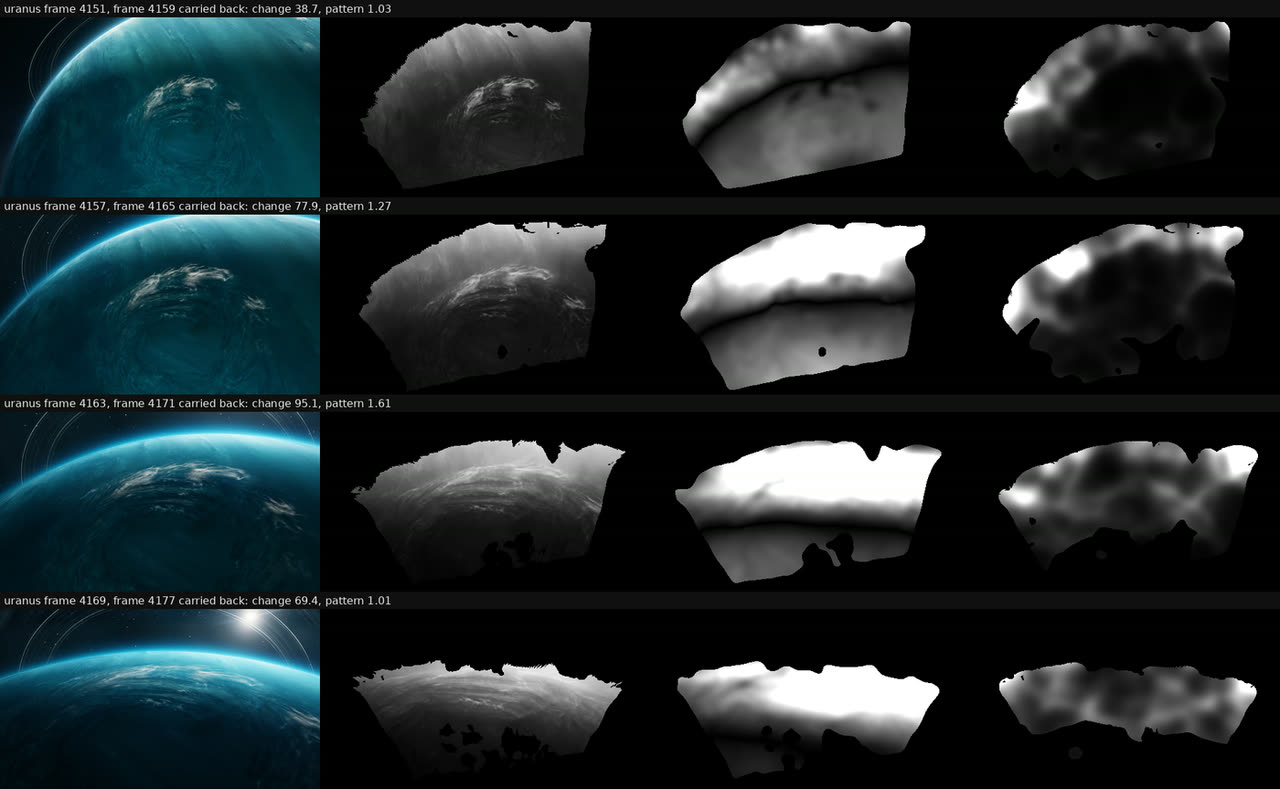 uranus frame 4151, frame 4159 carried back: change 38.7, pattern 1.03
uranus frame 4157, frame 4165 carried back: change 77.9, pattern 1.27
uranus frame 4163, frame 4171 carried back: change 95.1, pattern 1.61
uranus frame 4169, frame 4177 carried back: change 69.4, pattern 1.01